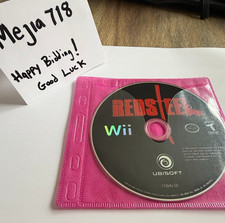 Mejia 718
Happy Bidding!
Good Luck
RED STEEL
Wii
UBISOFT